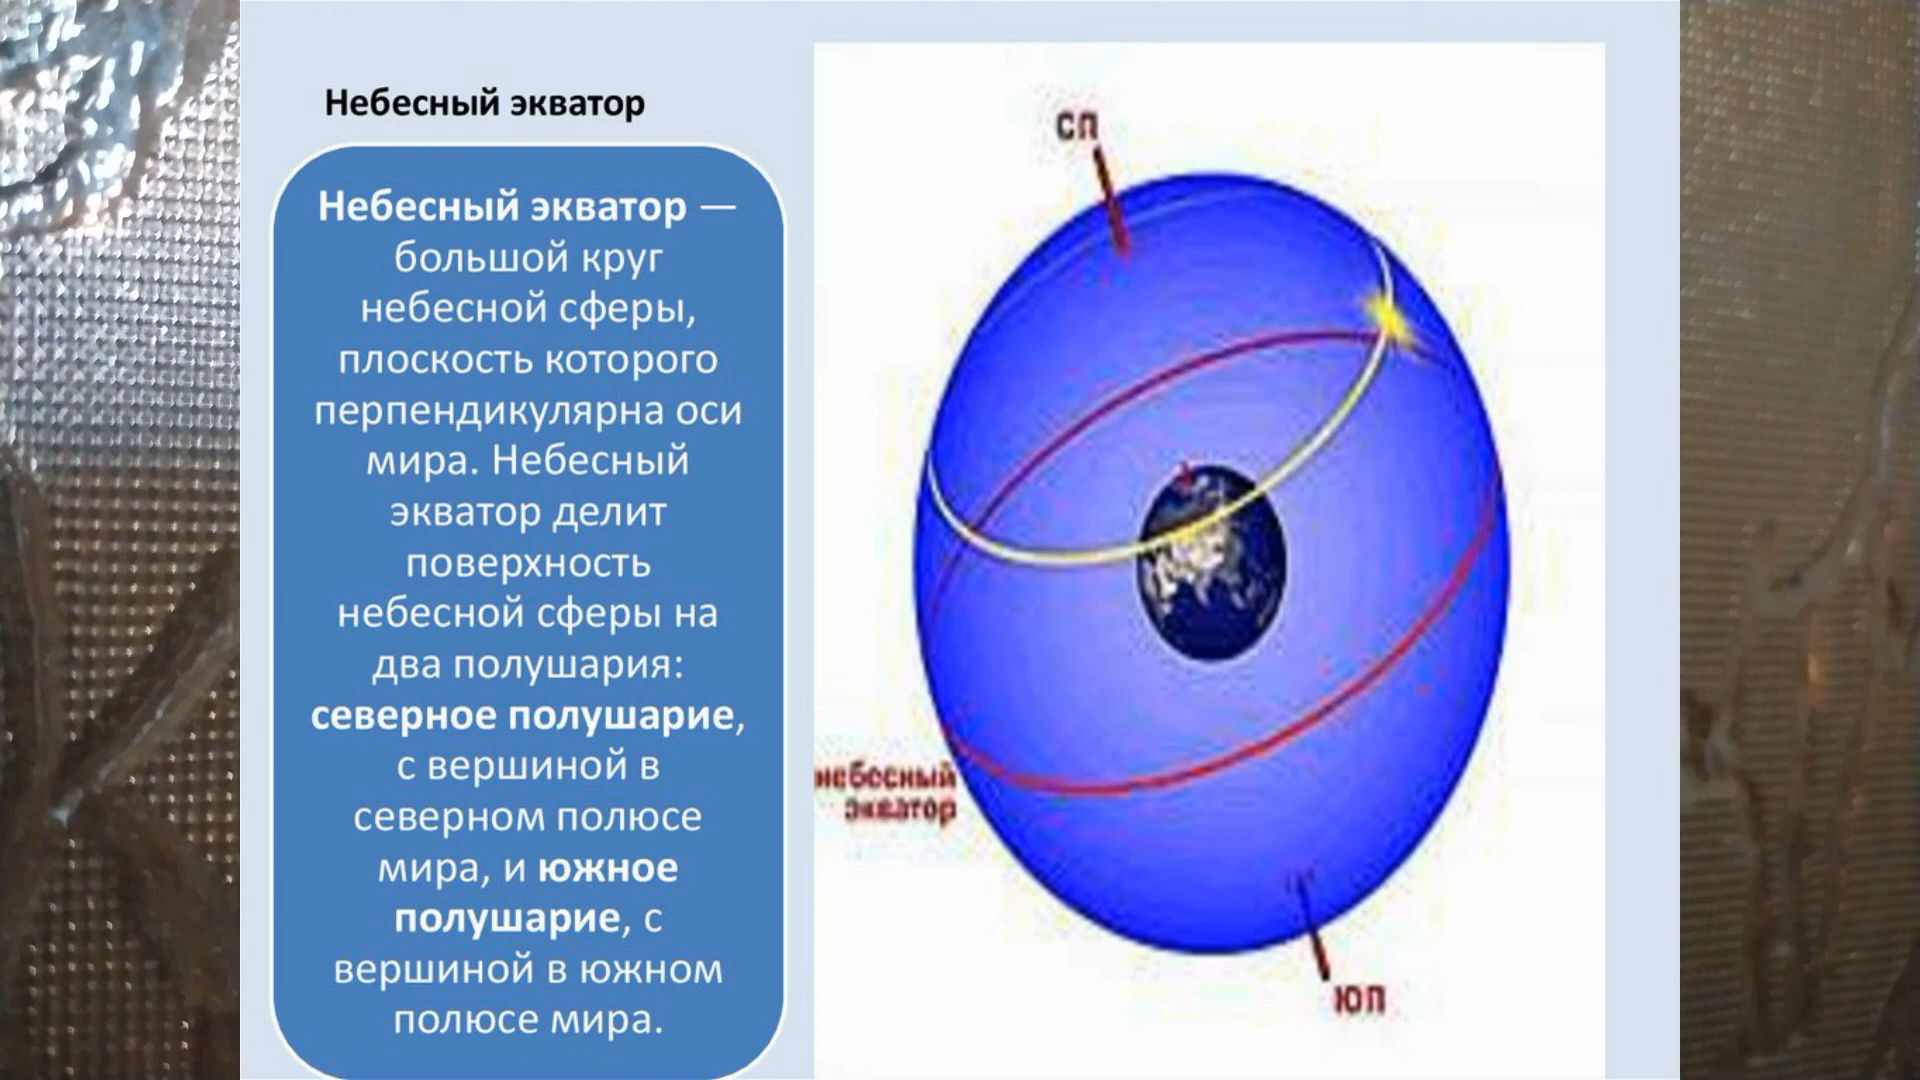 Небесный экватор
Небесный экватор —
большой круг
небесной сферы,
плоскость которого
перпендикулярна оси
мира. Небесный
экватор делит
поверхность
небесной сферы на
два полушария:
северное полушарие,
с вершиной в
северном полюсе
мира, и южное
полушарие, с
вершиной в южном
полюсе мира.
СП
небесный
экватор
ЮП